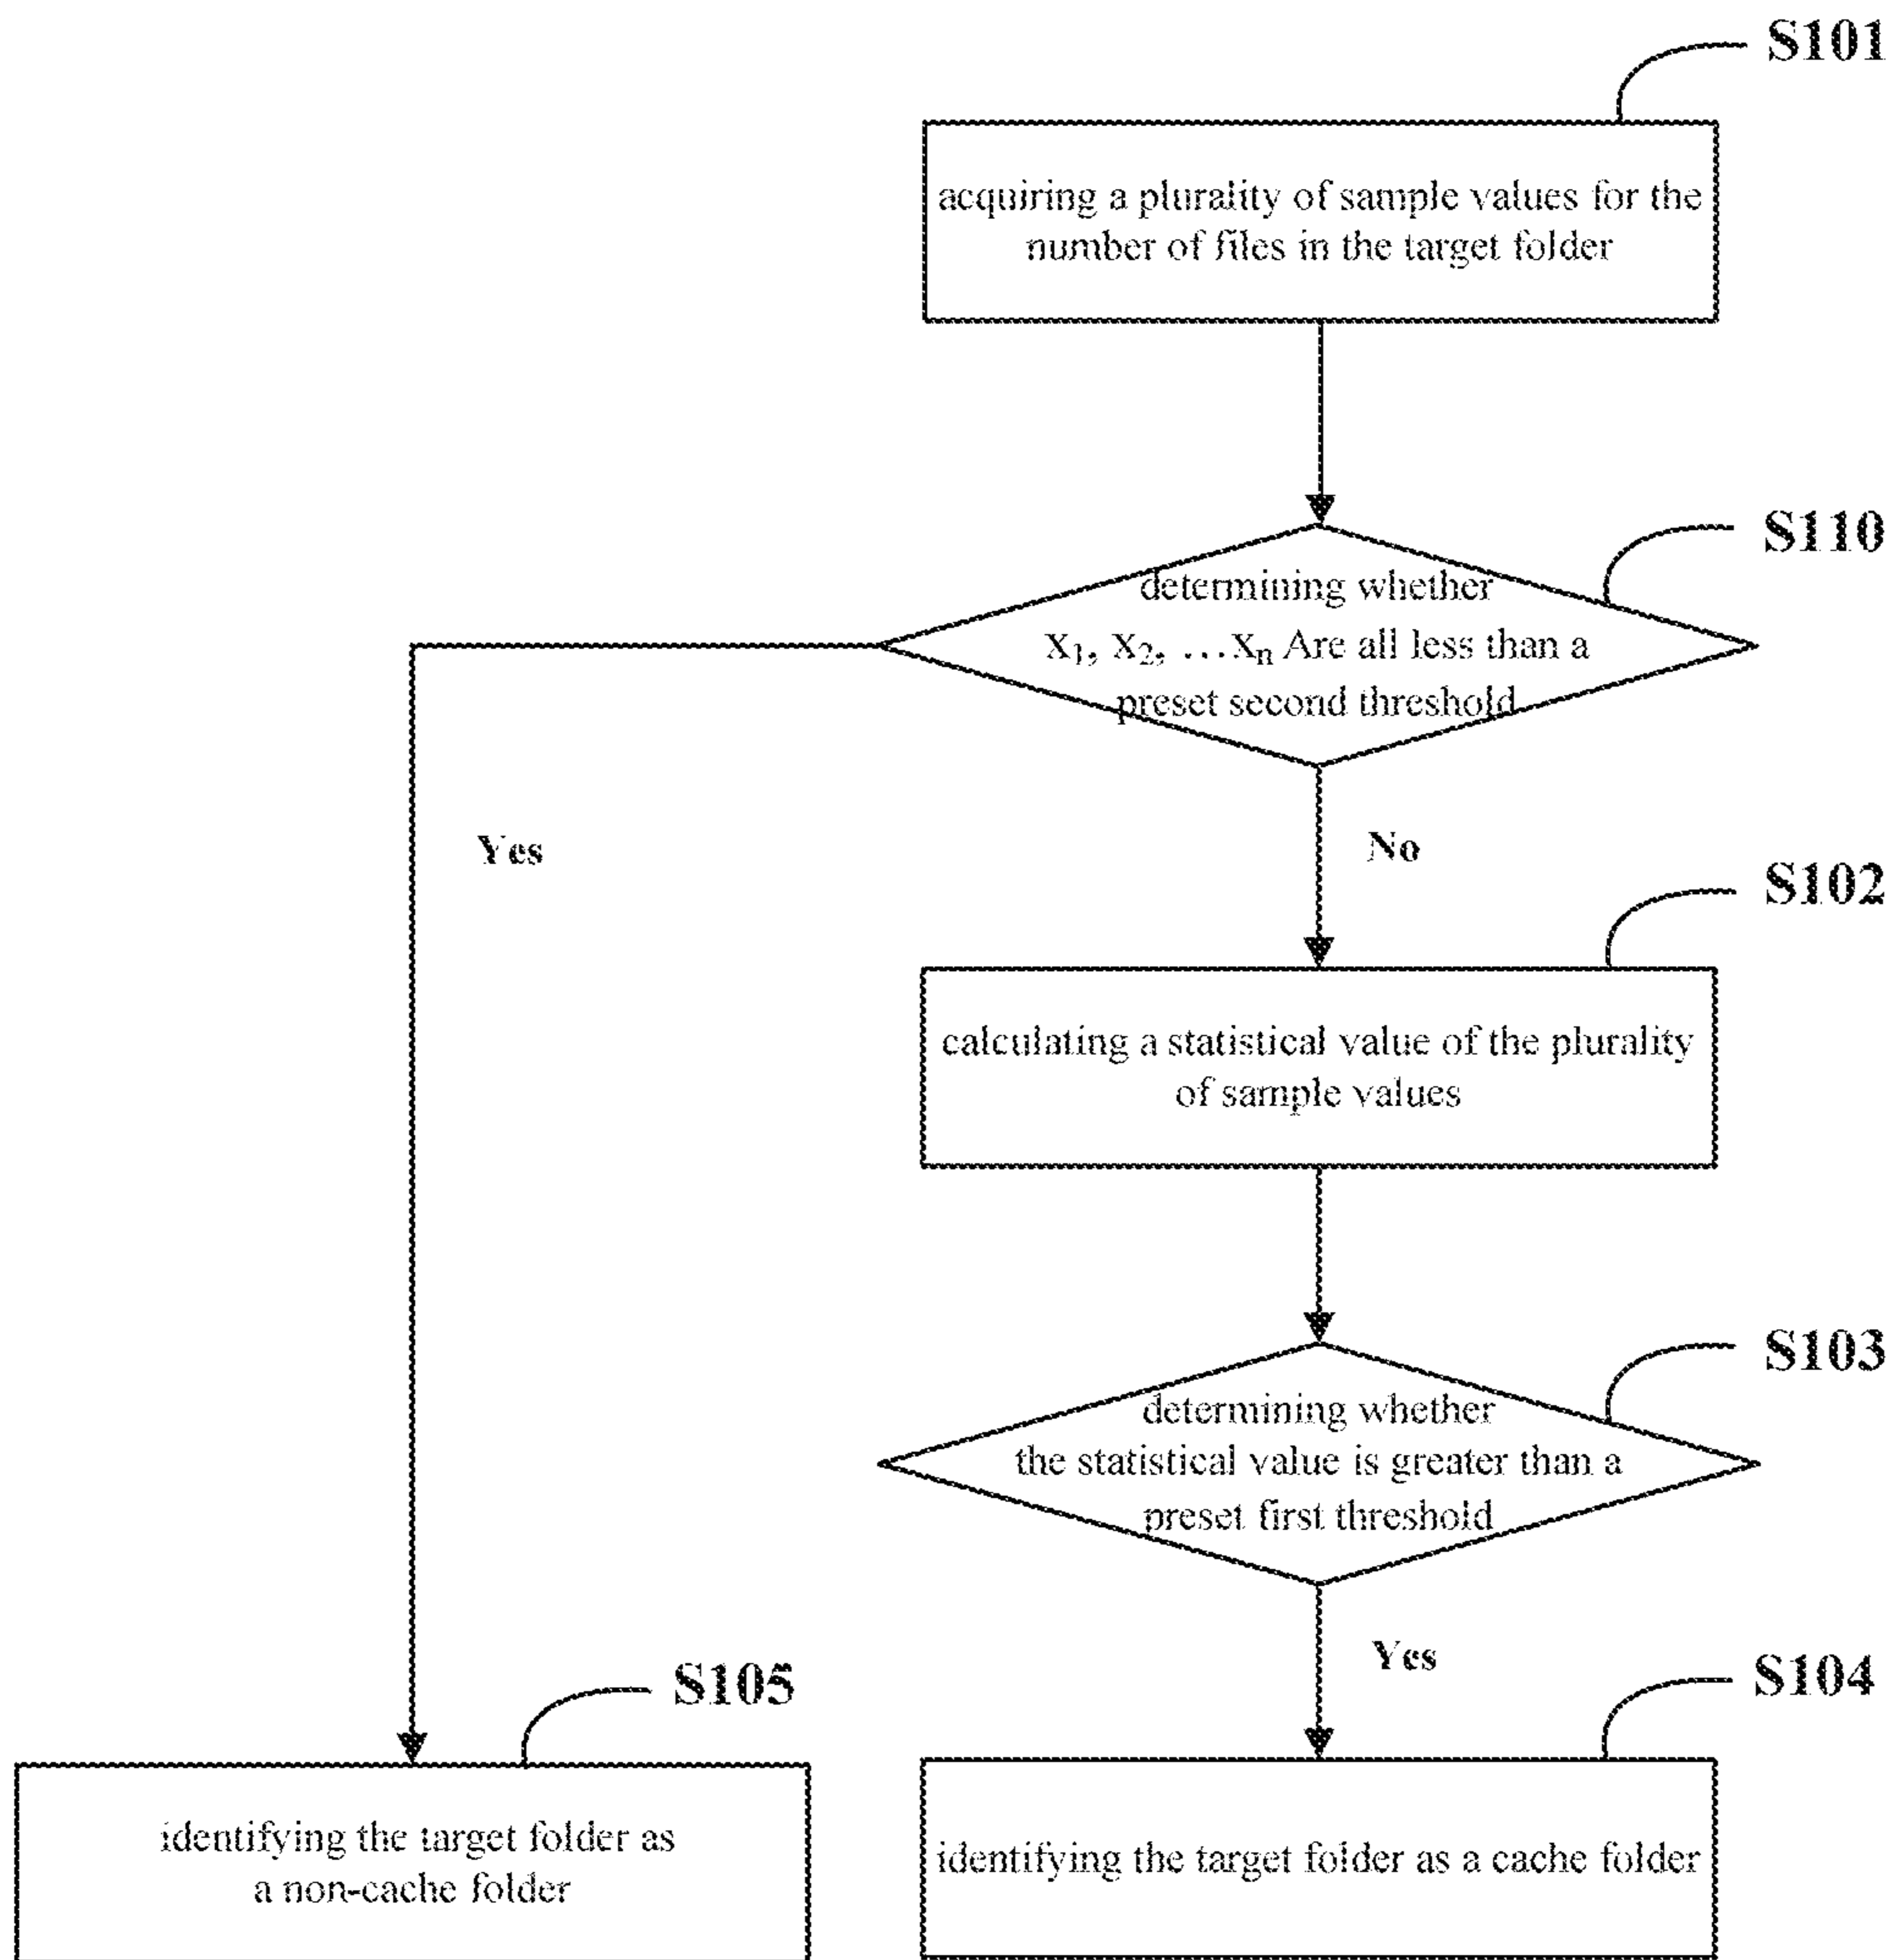 S101
acquiring a plurality of sample values for the
number of files in the target folder
S110
determining whether
X1, X2, ...Xn Are all less than a
preset second threshold
Yes
No
S102
calculating a statistical value of the plurality
of sample values
S103
determining whether
the statistical value is greater than a
preset first threshold
Yes
S105
S104
identifying the target folder as
a non-cache folder
identifying the target folder as a cache folder